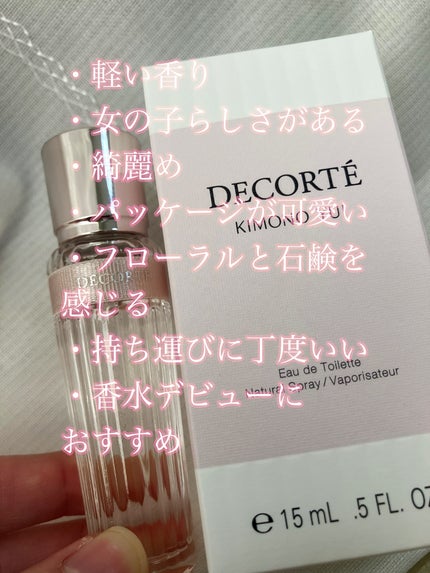 ・軽い香り
・女の子らしさがある
・綺麗め
DECORTÉ
・パッケージが可愛い
KIMONO YUI
・フローラルと石鹸を
感じる
DECORTÉ
・持ち運びに丁度いい
Eau de Toilette
Natural Spray / Vaporisateur
・香水デビューに
おすすめ
e 15 mL .5 FL. OZ